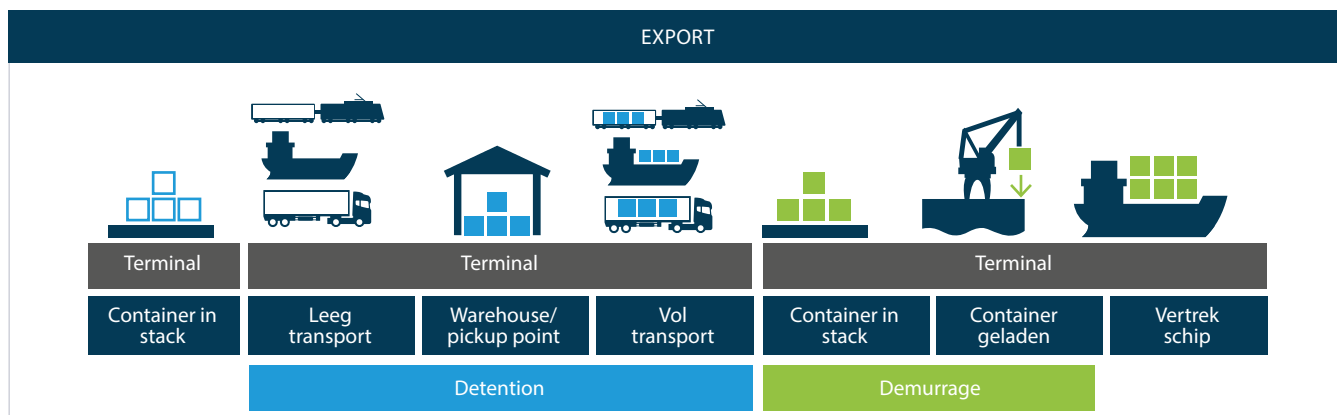 EXPORT
Terminal
Terminal
Terminal
Container in
stack
Leeg
transport
Warehouse/
pickup point
Vol
transport
Container in
stack
Container
geladen
Vertrek
schip
Detention
Demurrage